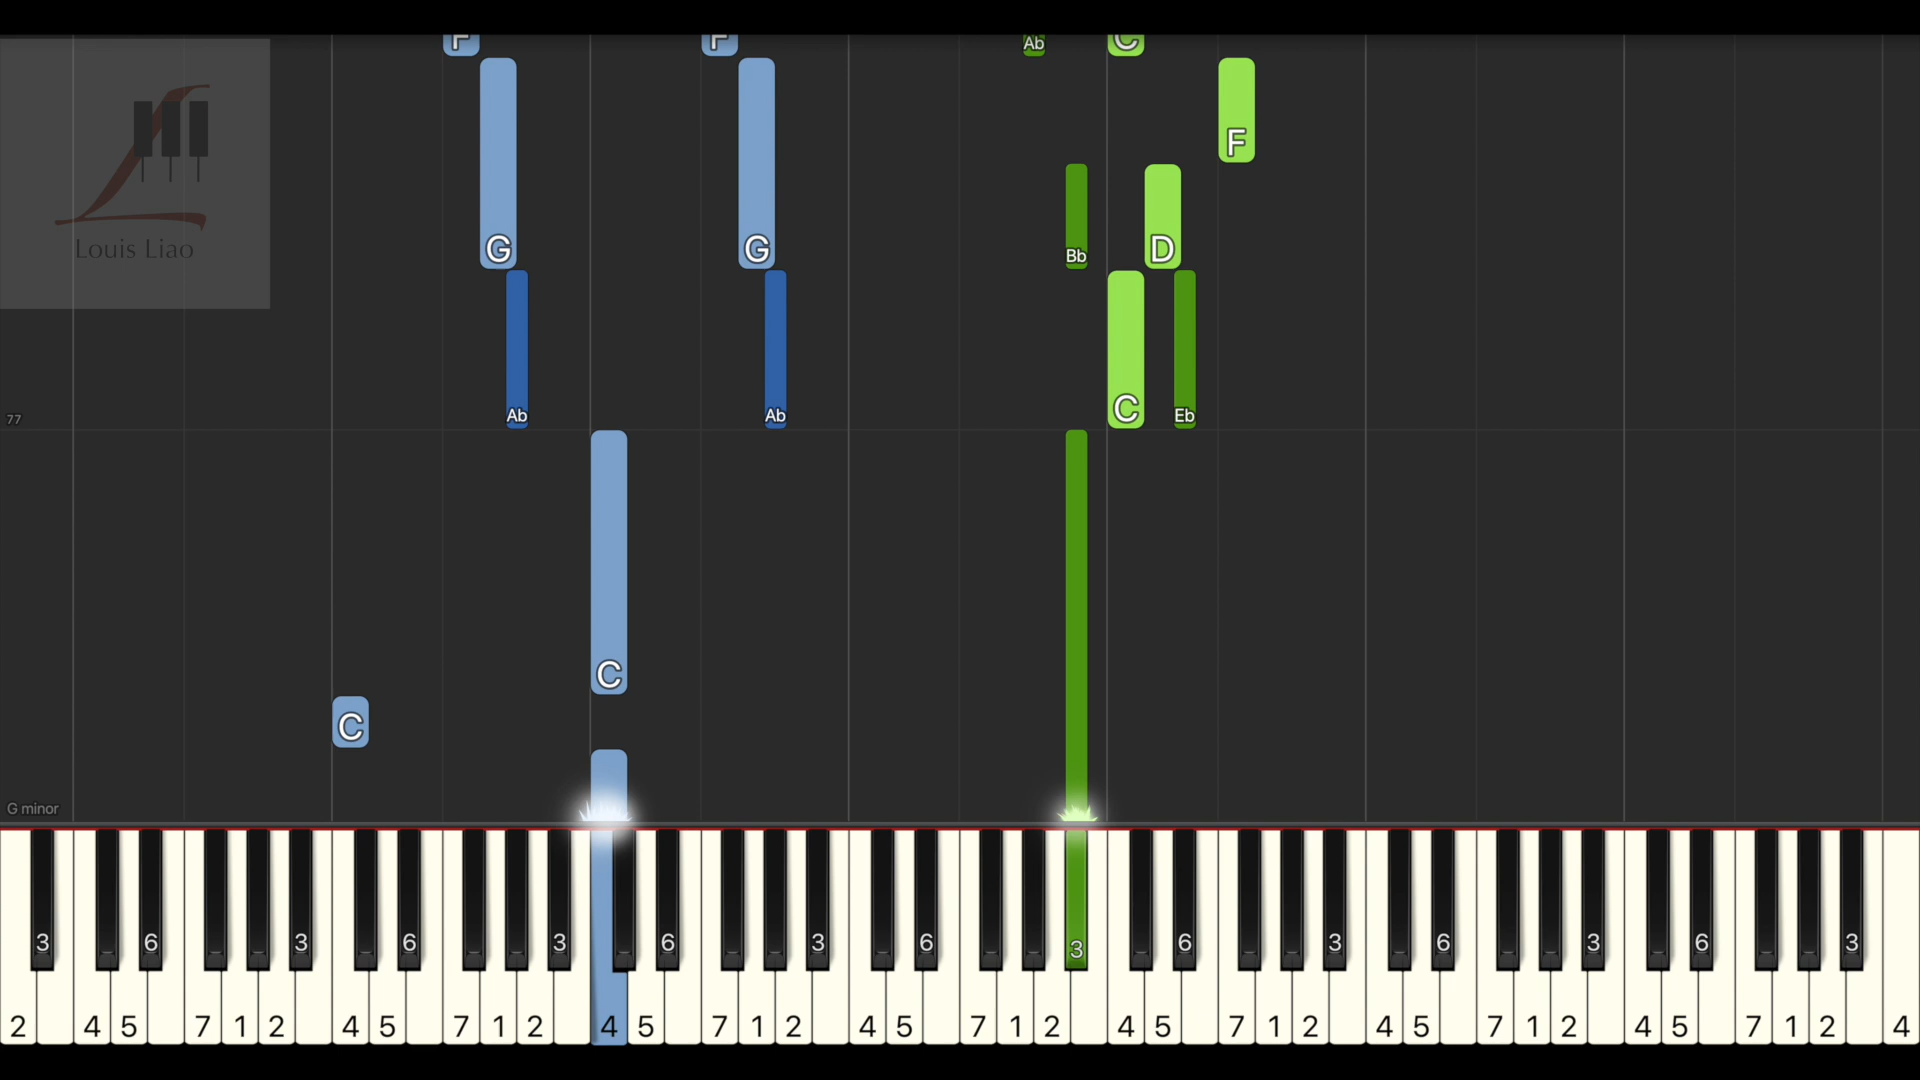 F F Ab C
F
G G Bb D
Louis Liao
77 Ab Ab C Eb
C
C
G minor
3 6 3 6 3 6 3 6 3 6 3 6 3 6 3
2 4 5 7 1 2 4 5 7 1 2 4 5 7 1 2 4 5 7 1 2 4 5 7 1 2 4 5 7 1 2 4 5 7 1 2 4